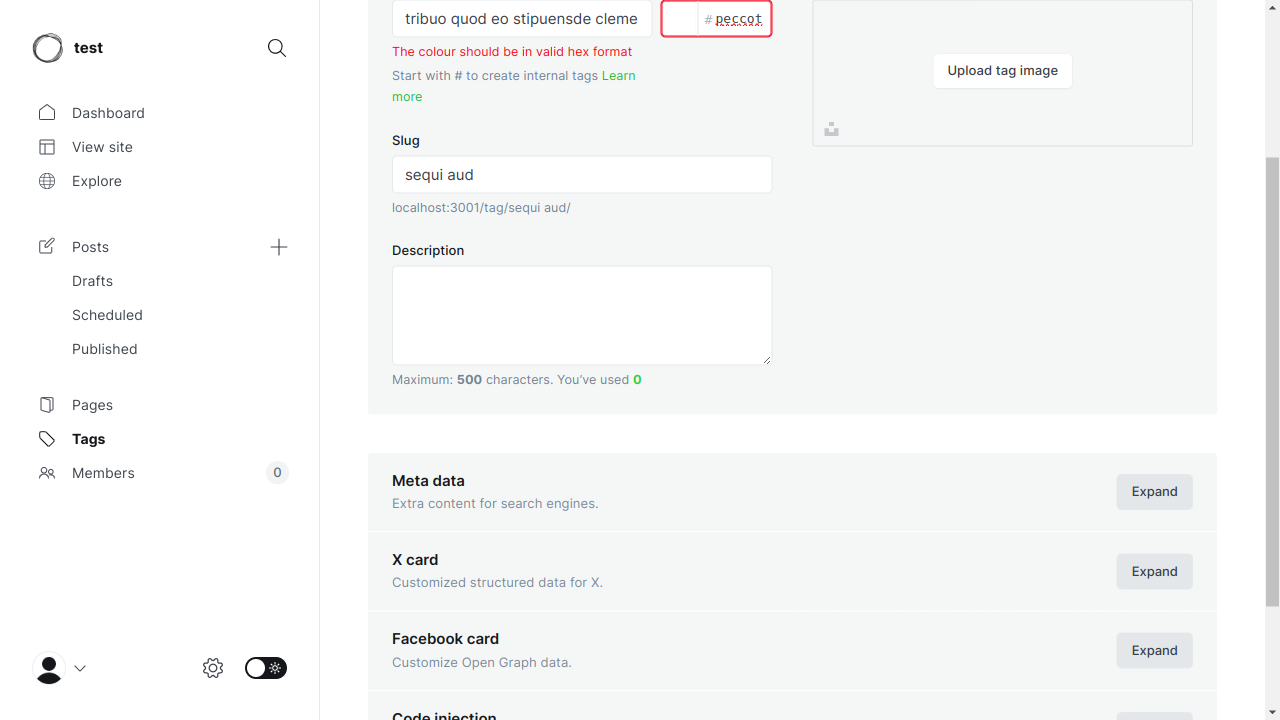 test
Dashboard
View site
Explore
Posts
Drafts
Scheduled
Published
Pages
Tags
Members 0
tribuo quod eo stipuensde cleme
# peccot
The colour should be in valid hex format
Start with # to create internal tags Learn
more
Slug
sequi aud
localhost:3001/tag/sequi aud/
Description
Maximum: 500 characters. You’ve used 0
Upload tag image
Meta data
Extra content for search engines.
Expand
X card
Customized structured data for X.
Expand
Facebook card
Customize Open Graph data.
Expand
Code injection